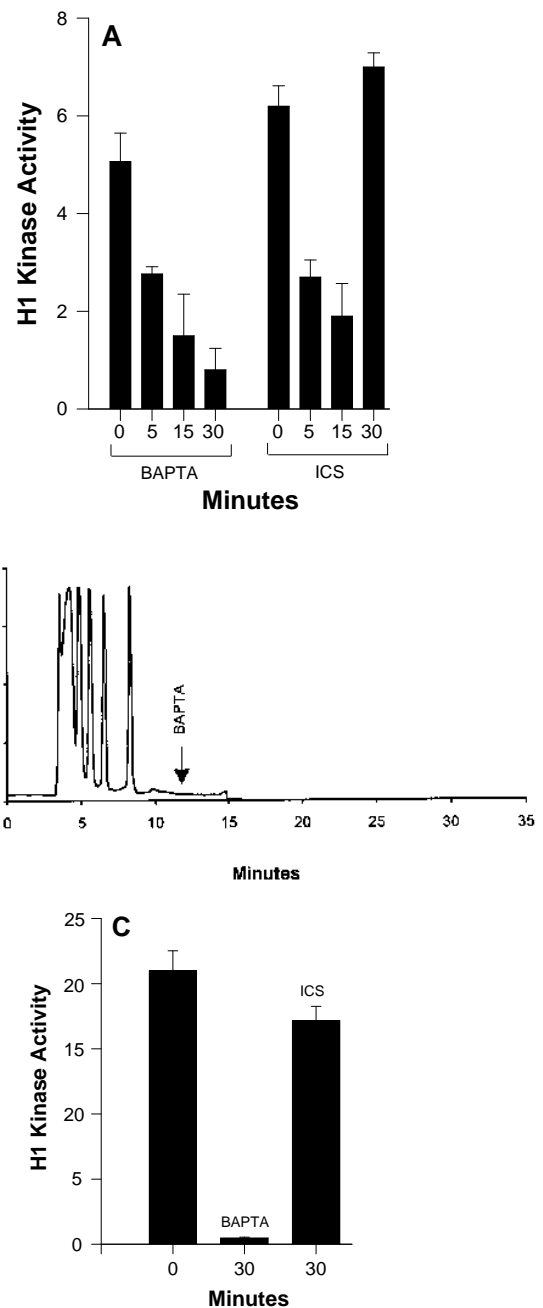 A
H1 Kinase Activity
8
6
4
2
0
0 5 15 30 0 5 15 30
BAPTA ICS
Minutes
BAPTA
0 5 10 15 20 25 30 35
Minutes
C
H1 Kinase Activity
25
20
15
20
5
0
ICS
BAPTA
0 30 30
Minutes